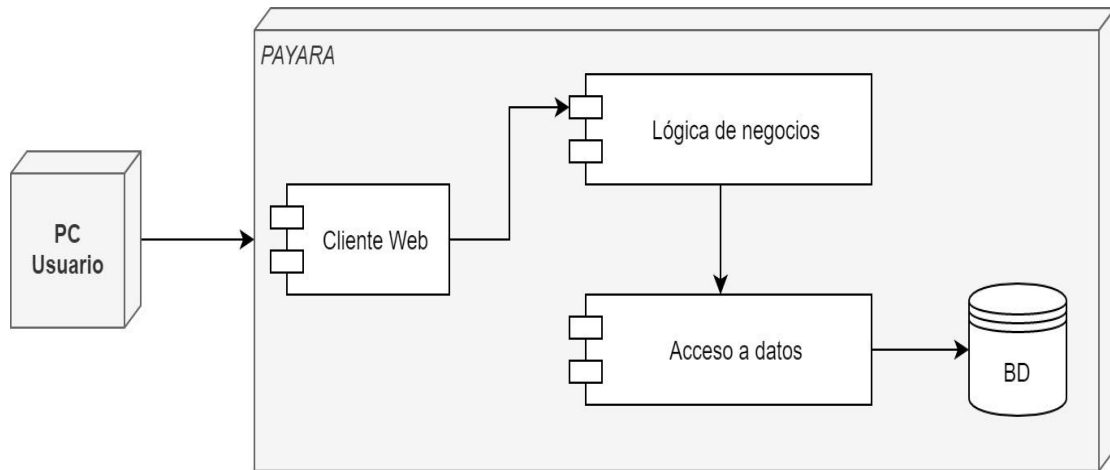 PAYARA
PC
Usuario
Cliente Web
Lógica de negocios
Acceso a datos
BD